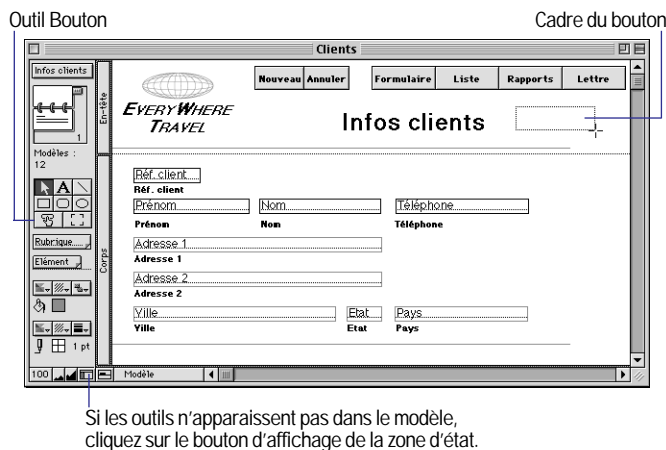 Outil Bouton
Cadre du bouton
Clients
Infos clients
Nouveau Annuler Formulaire Liste Rapports Lettre
En-tête
EVERYWHERE
TRAVEL
Infos clients
1
Modèles :
12
A
Rubrique
Elément
1 pt
Corps
Réf. client
Réf. client
Prénom Nom Téléphone
Prénom Nom Téléphone
Adresse 1
Adresse 1
Adresse 2
Adresse 2
Ville Etat Pays
Ville Etat Pays
100 Modèle
Si les outils n'apparaissent pas dans le modèle,
cliquez sur le bouton d'affichage de la zone d'état.